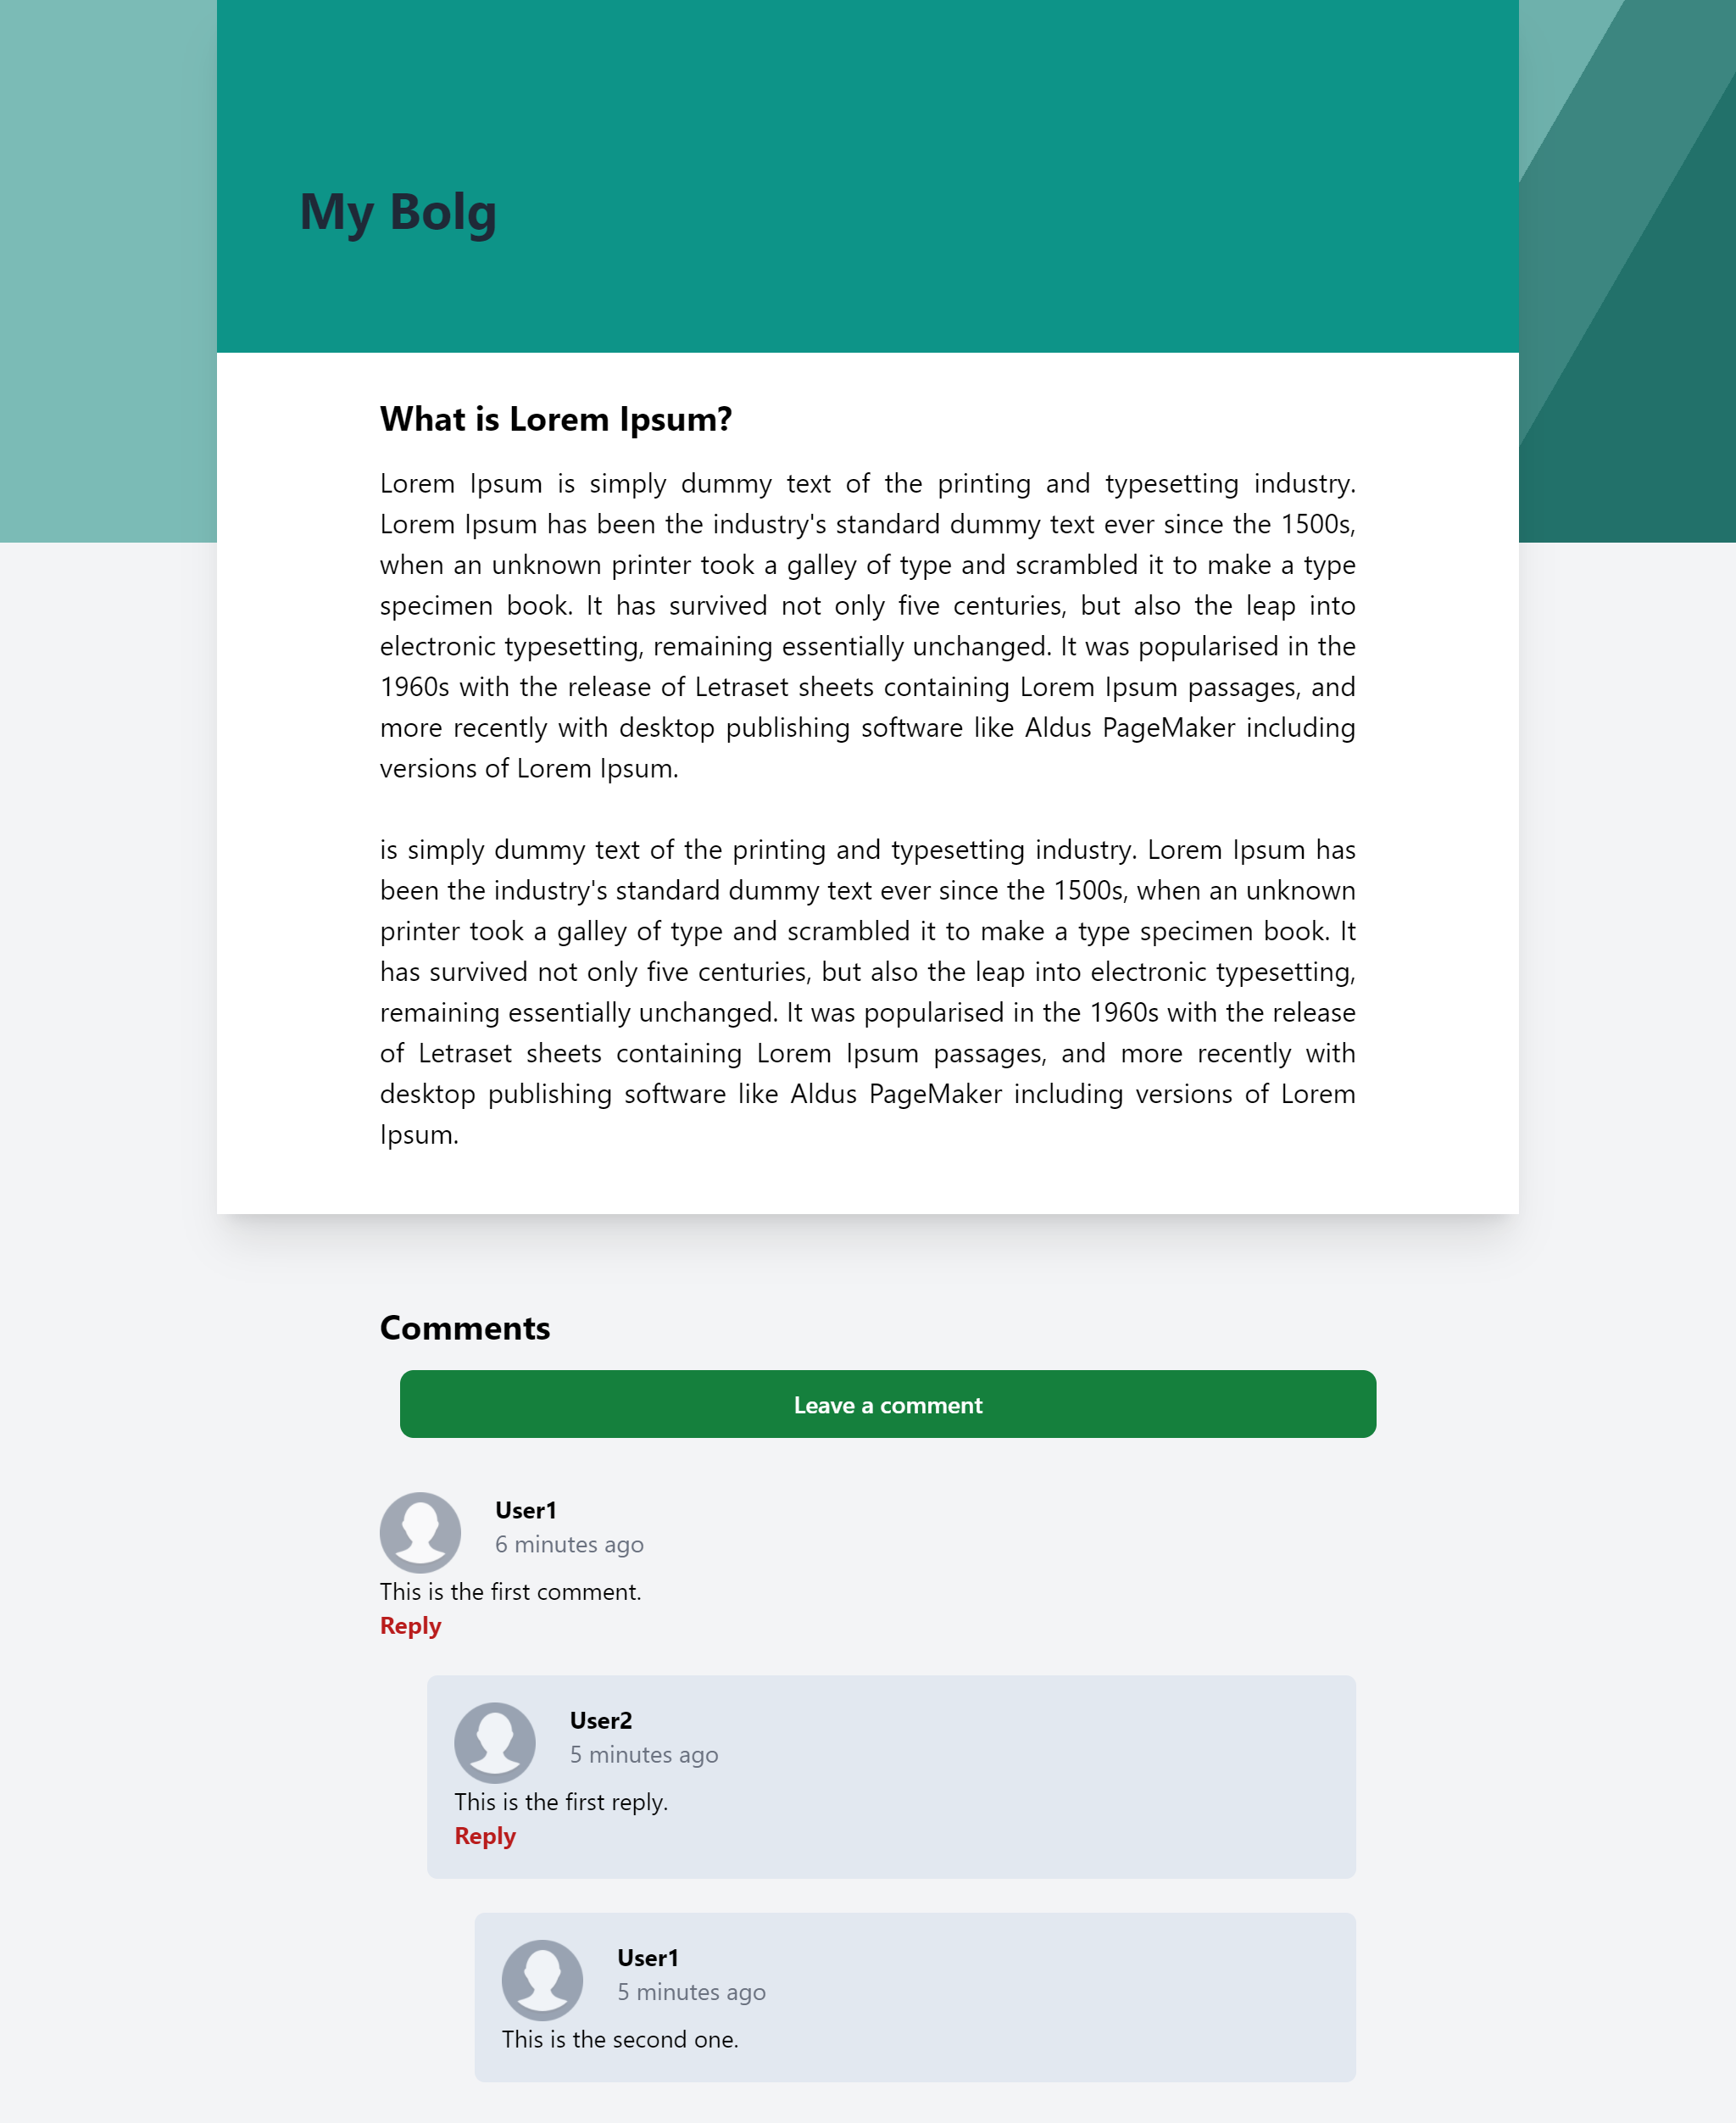 My Bolg
What is Lorem Ipsum?
Lorem Ipsum is simply dummy text of the printing and typesetting industry.
Lorem Ipsum has been the industry's standard dummy text ever since the 1500s,
when an unknown printer took a galley of type and scrambled it to make a type
specimen book. It has survived not only five centuries, but also the leap into
electronic typesetting, remaining essentially unchanged. It was popularised in the
1960s with the release of Letraset sheets containing Lorem Ipsum passages, and
more recently with desktop publishing software like Aldus PageMaker including
versions of Lorem Ipsum.
is simply dummy text of the printing and typesetting industry. Lorem Ipsum has
been the industry's standard dummy text ever since the 1500s, when an unknown
printer took a galley of type and scrambled it to make a type specimen book. It
has survived not only five centuries, but also the leap into electronic typesetting,
remaining essentially unchanged. It was popularised in the 1960s with the release
of Letraset sheets containing Lorem Ipsum passages, and more recently with
desktop publishing software like Aldus PageMaker including versions of Lorem
Ipsum.
Comments
Leave a comment
User1
6 minutes ago
This is the first comment.
Reply
User2
5 minutes ago
This is the first reply.
Reply
User1
5 minutes ago
This is the second one.